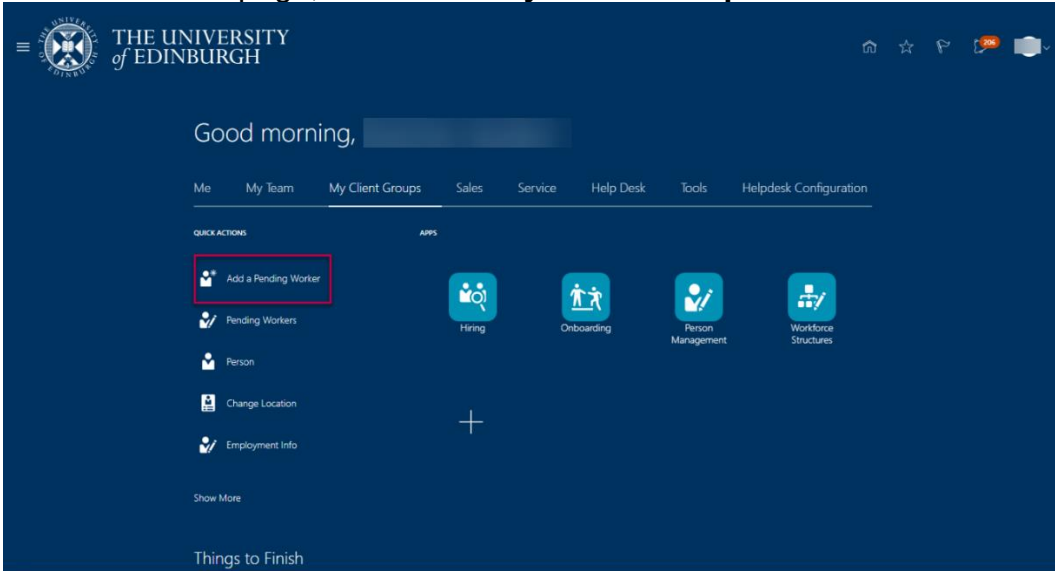 THE UNIVERSITY
of EDINBURGH
206
Good morning,
Me My Team My Client Groups Sales Service Help Desk Tools Helpdesk Configuration
QUICK ACTIONS APPS
Add a Pending Worker
Pending Workers
Person
Change Location
Employment Info
Show More
Hiring
Onboarding
Person
Management
Workforce
Structures
Things to Finish